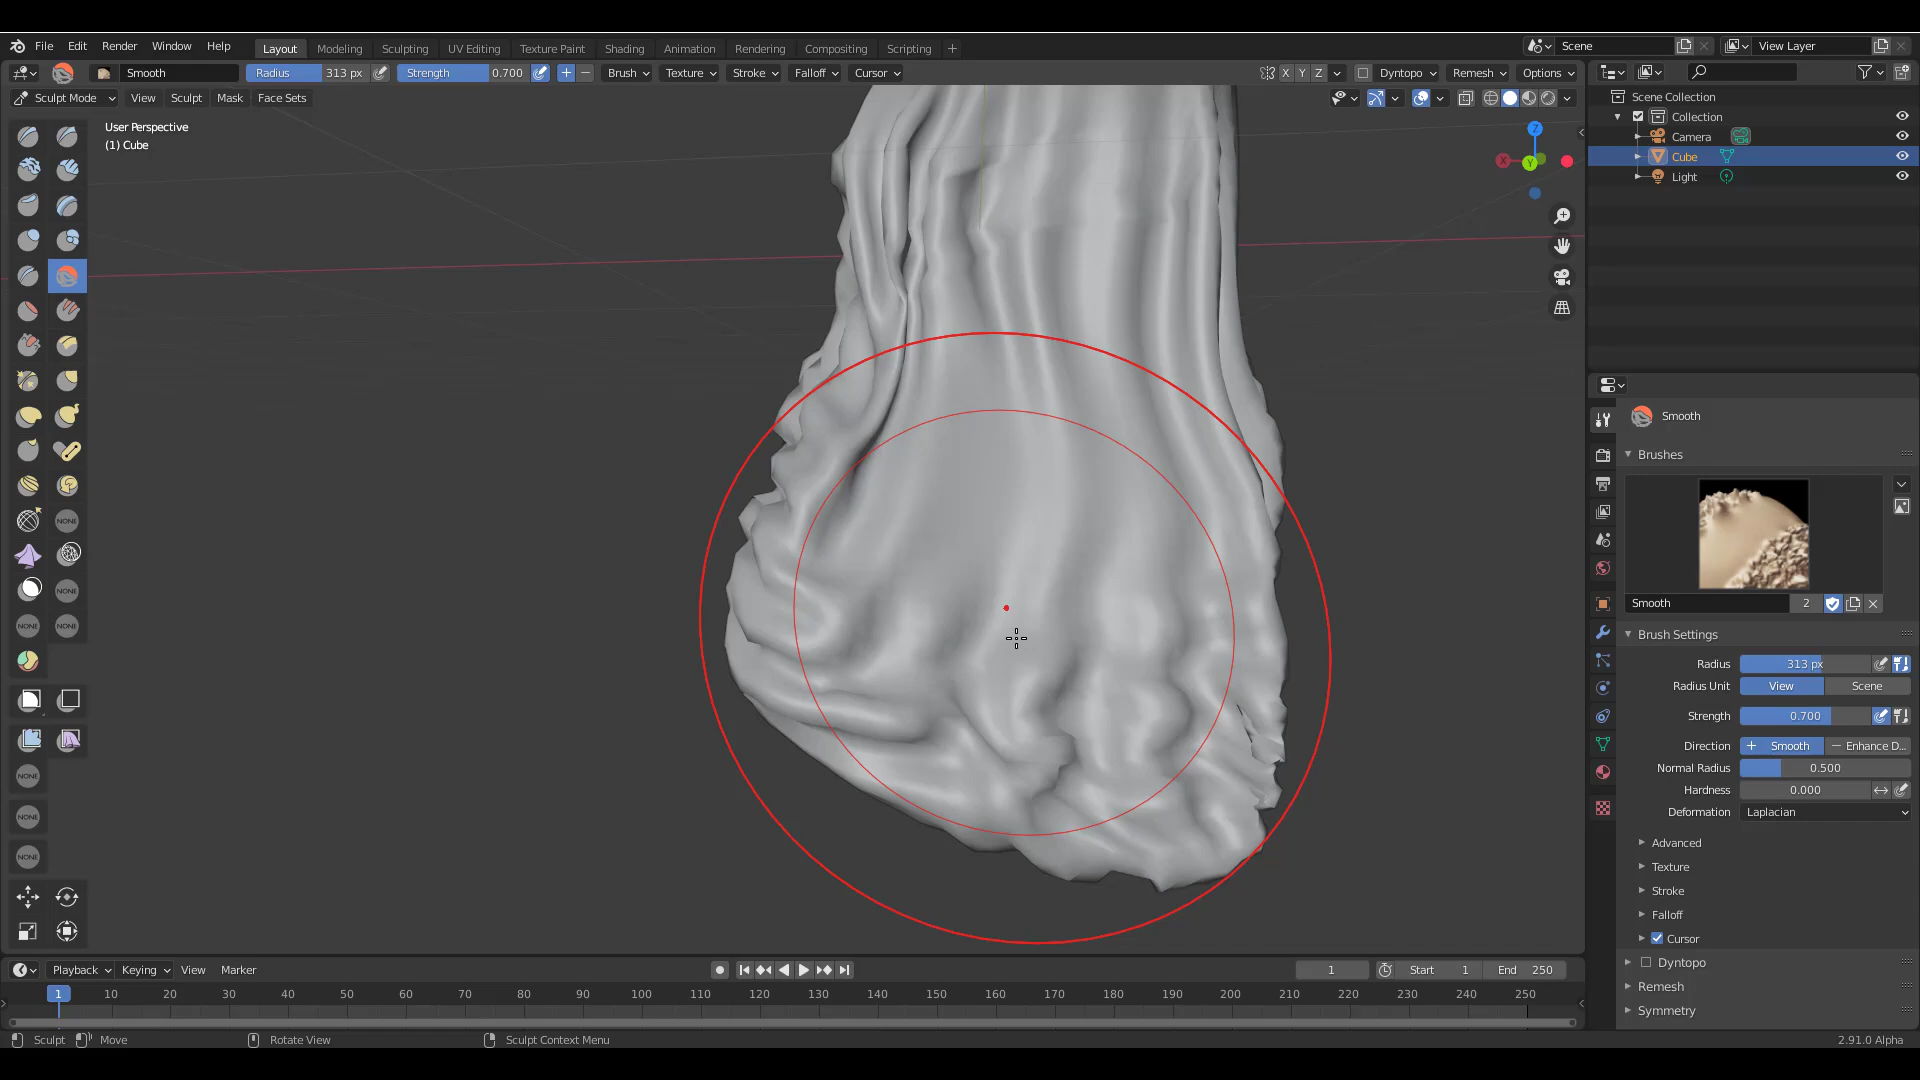 File Edit Render Window Help Layout Modeling Sculpting UV Editing Texture Paint Shading Animation Rendering Compositing Scripting + Scene View Layer
Smooth Radius 313 px Strength 0.700 Brush Texture Stroke Falloff Cursor X Y Z Dyntopo Remesh Options
Sculpt Mode View Sculpt Mask Face Sets
User Perspective
(1) Cube
Z
X
Y
NONE
NONE
NONE
NONE
NONE
NONE
NONE
Scene Collection
Collection
Camera
Cube
Light
Smooth
Brushes
Smooth 2
Brush Settings
Radius 313 px
Radius Unit View Scene
Strength 0.700
Direction + Smooth − Enhance D...
Normal Radius 0.500
Hardness 0.000
Deformation Laplacian
Advanced
Texture
Stroke
Falloff
Cursor
Dyntopo
Remesh
Symmetry
Playback Keying View Marker 1 Start 1 End 250
1 10 20 30 40 50 60 70 80 90 100 110 120 130 140 150 160 170 180 190 200 210 220 230 240 250
Sculpt Move Rotate View Sculpt Context Menu 2.91.0 Alpha